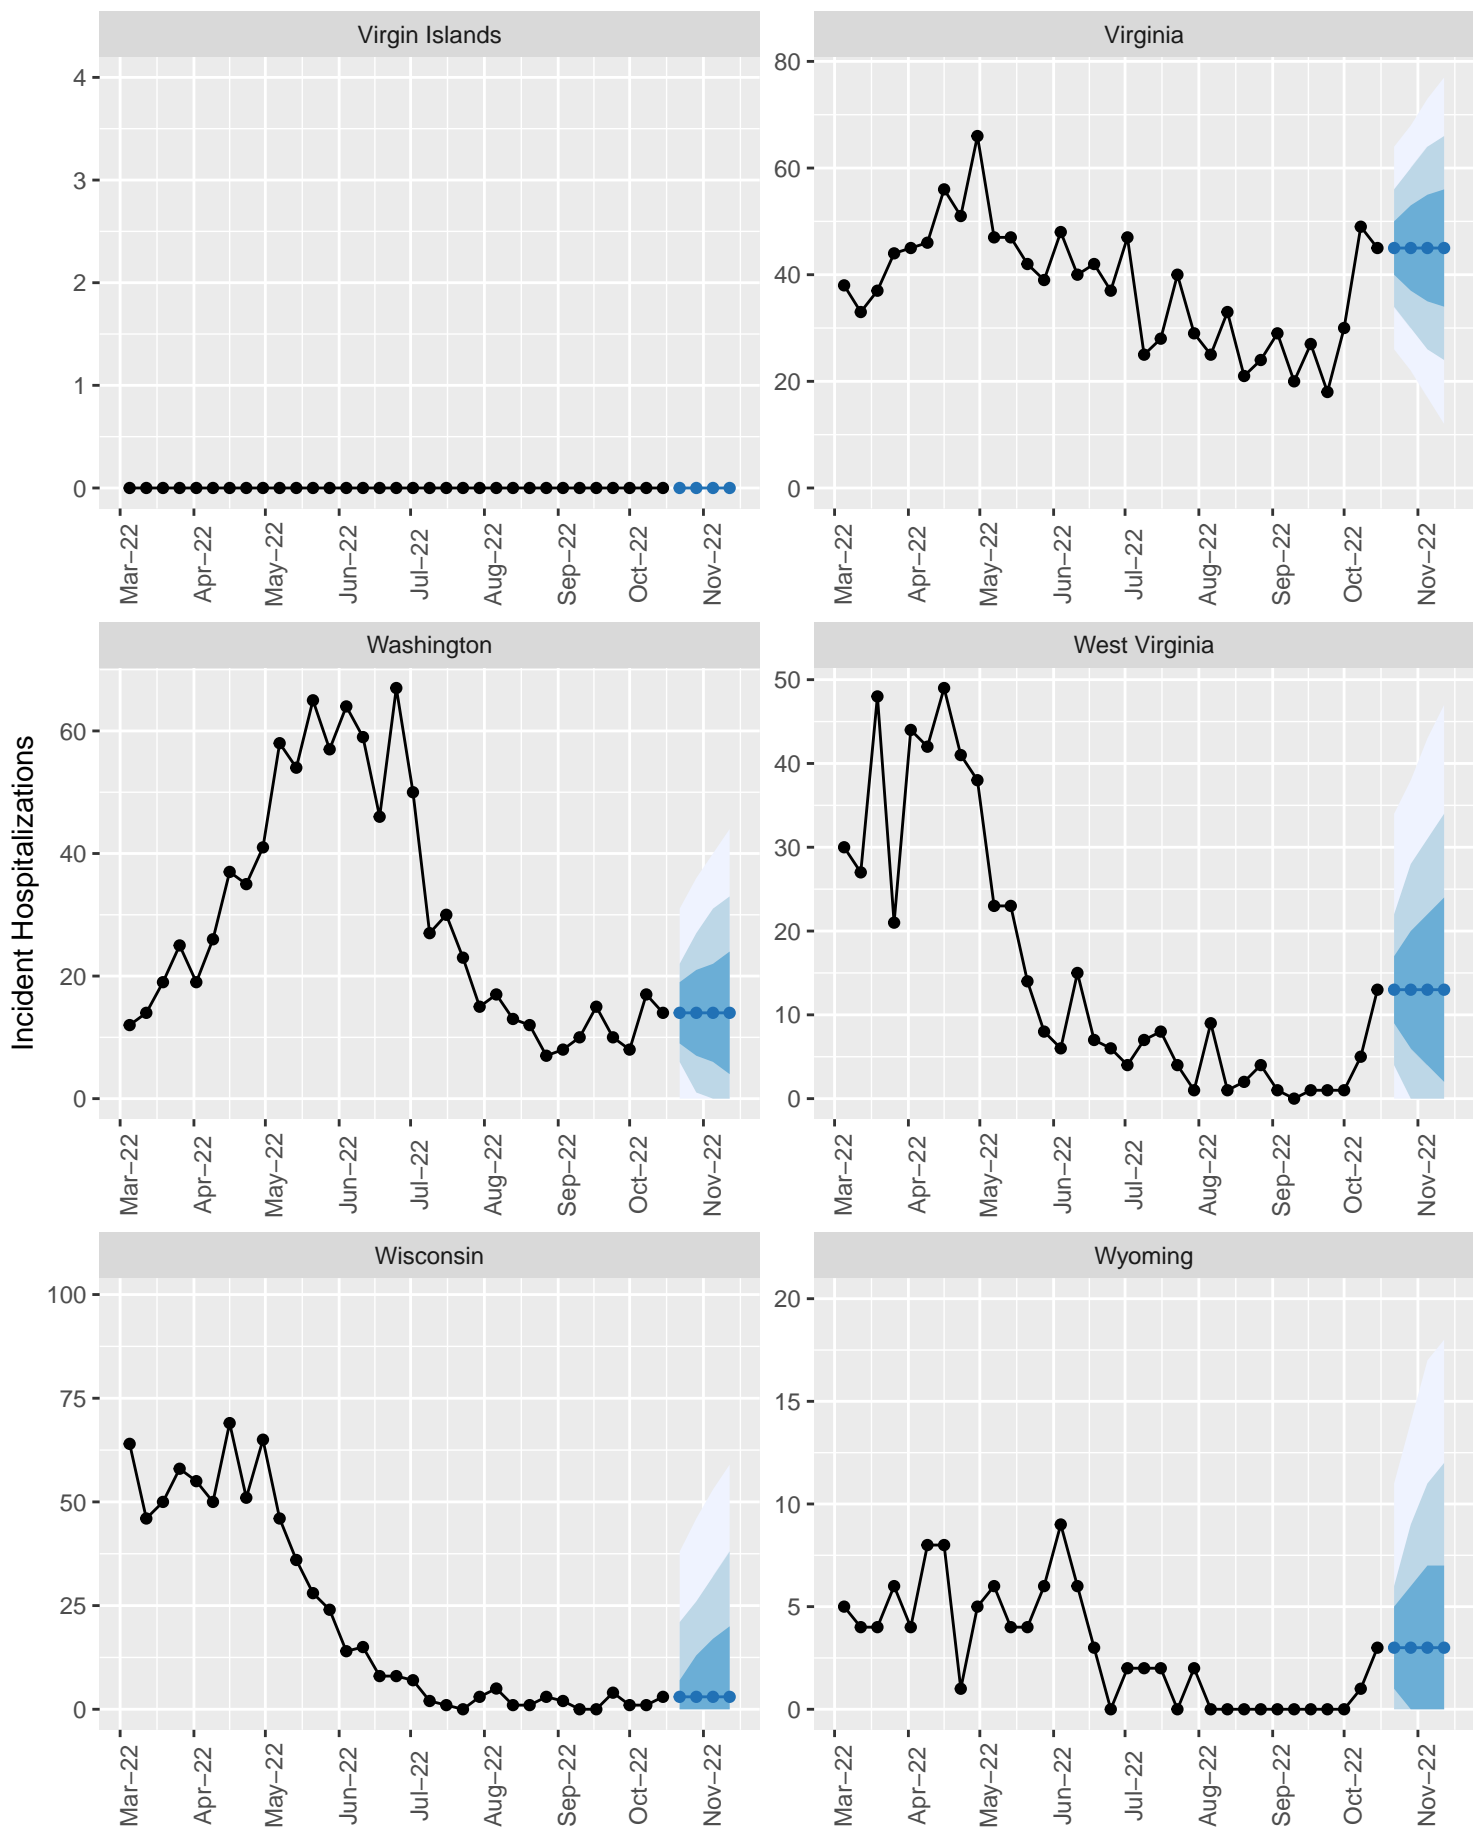 Virgin Islands
Virginia
4
3
2
1
0
80
60
40
20
0
Mar−22
Apr−22
May−22
Jun−22
Jul−22
Aug−22
Sep−22
Oct−22
Nov−22
Mar−22
Apr−22
May−22
Jun−22
Jul−22
Aug−22
Sep−22
Oct−22
Nov−22
Incident Hospitalizations
Washington
West Virginia
60
40
20
0
50
40
30
20
10
0
Mar−22
Apr−22
May−22
Jun−22
Jul−22
Aug−22
Sep−22
Oct−22
Nov−22
Mar−22
Apr−22
May−22
Jun−22
Jul−22
Aug−22
Sep−22
Oct−22
Nov−22
Wisconsin
Wyoming
100
75
50
25
0
20
15
10
5
0
Mar−22
Apr−22
May−22
Jun−22
Jul−22
Aug−22
Sep−22
Oct−22
Nov−22
Mar−22
Apr−22
May−22
Jun−22
Jul−22
Aug−22
Sep−22
Oct−22
Nov−22